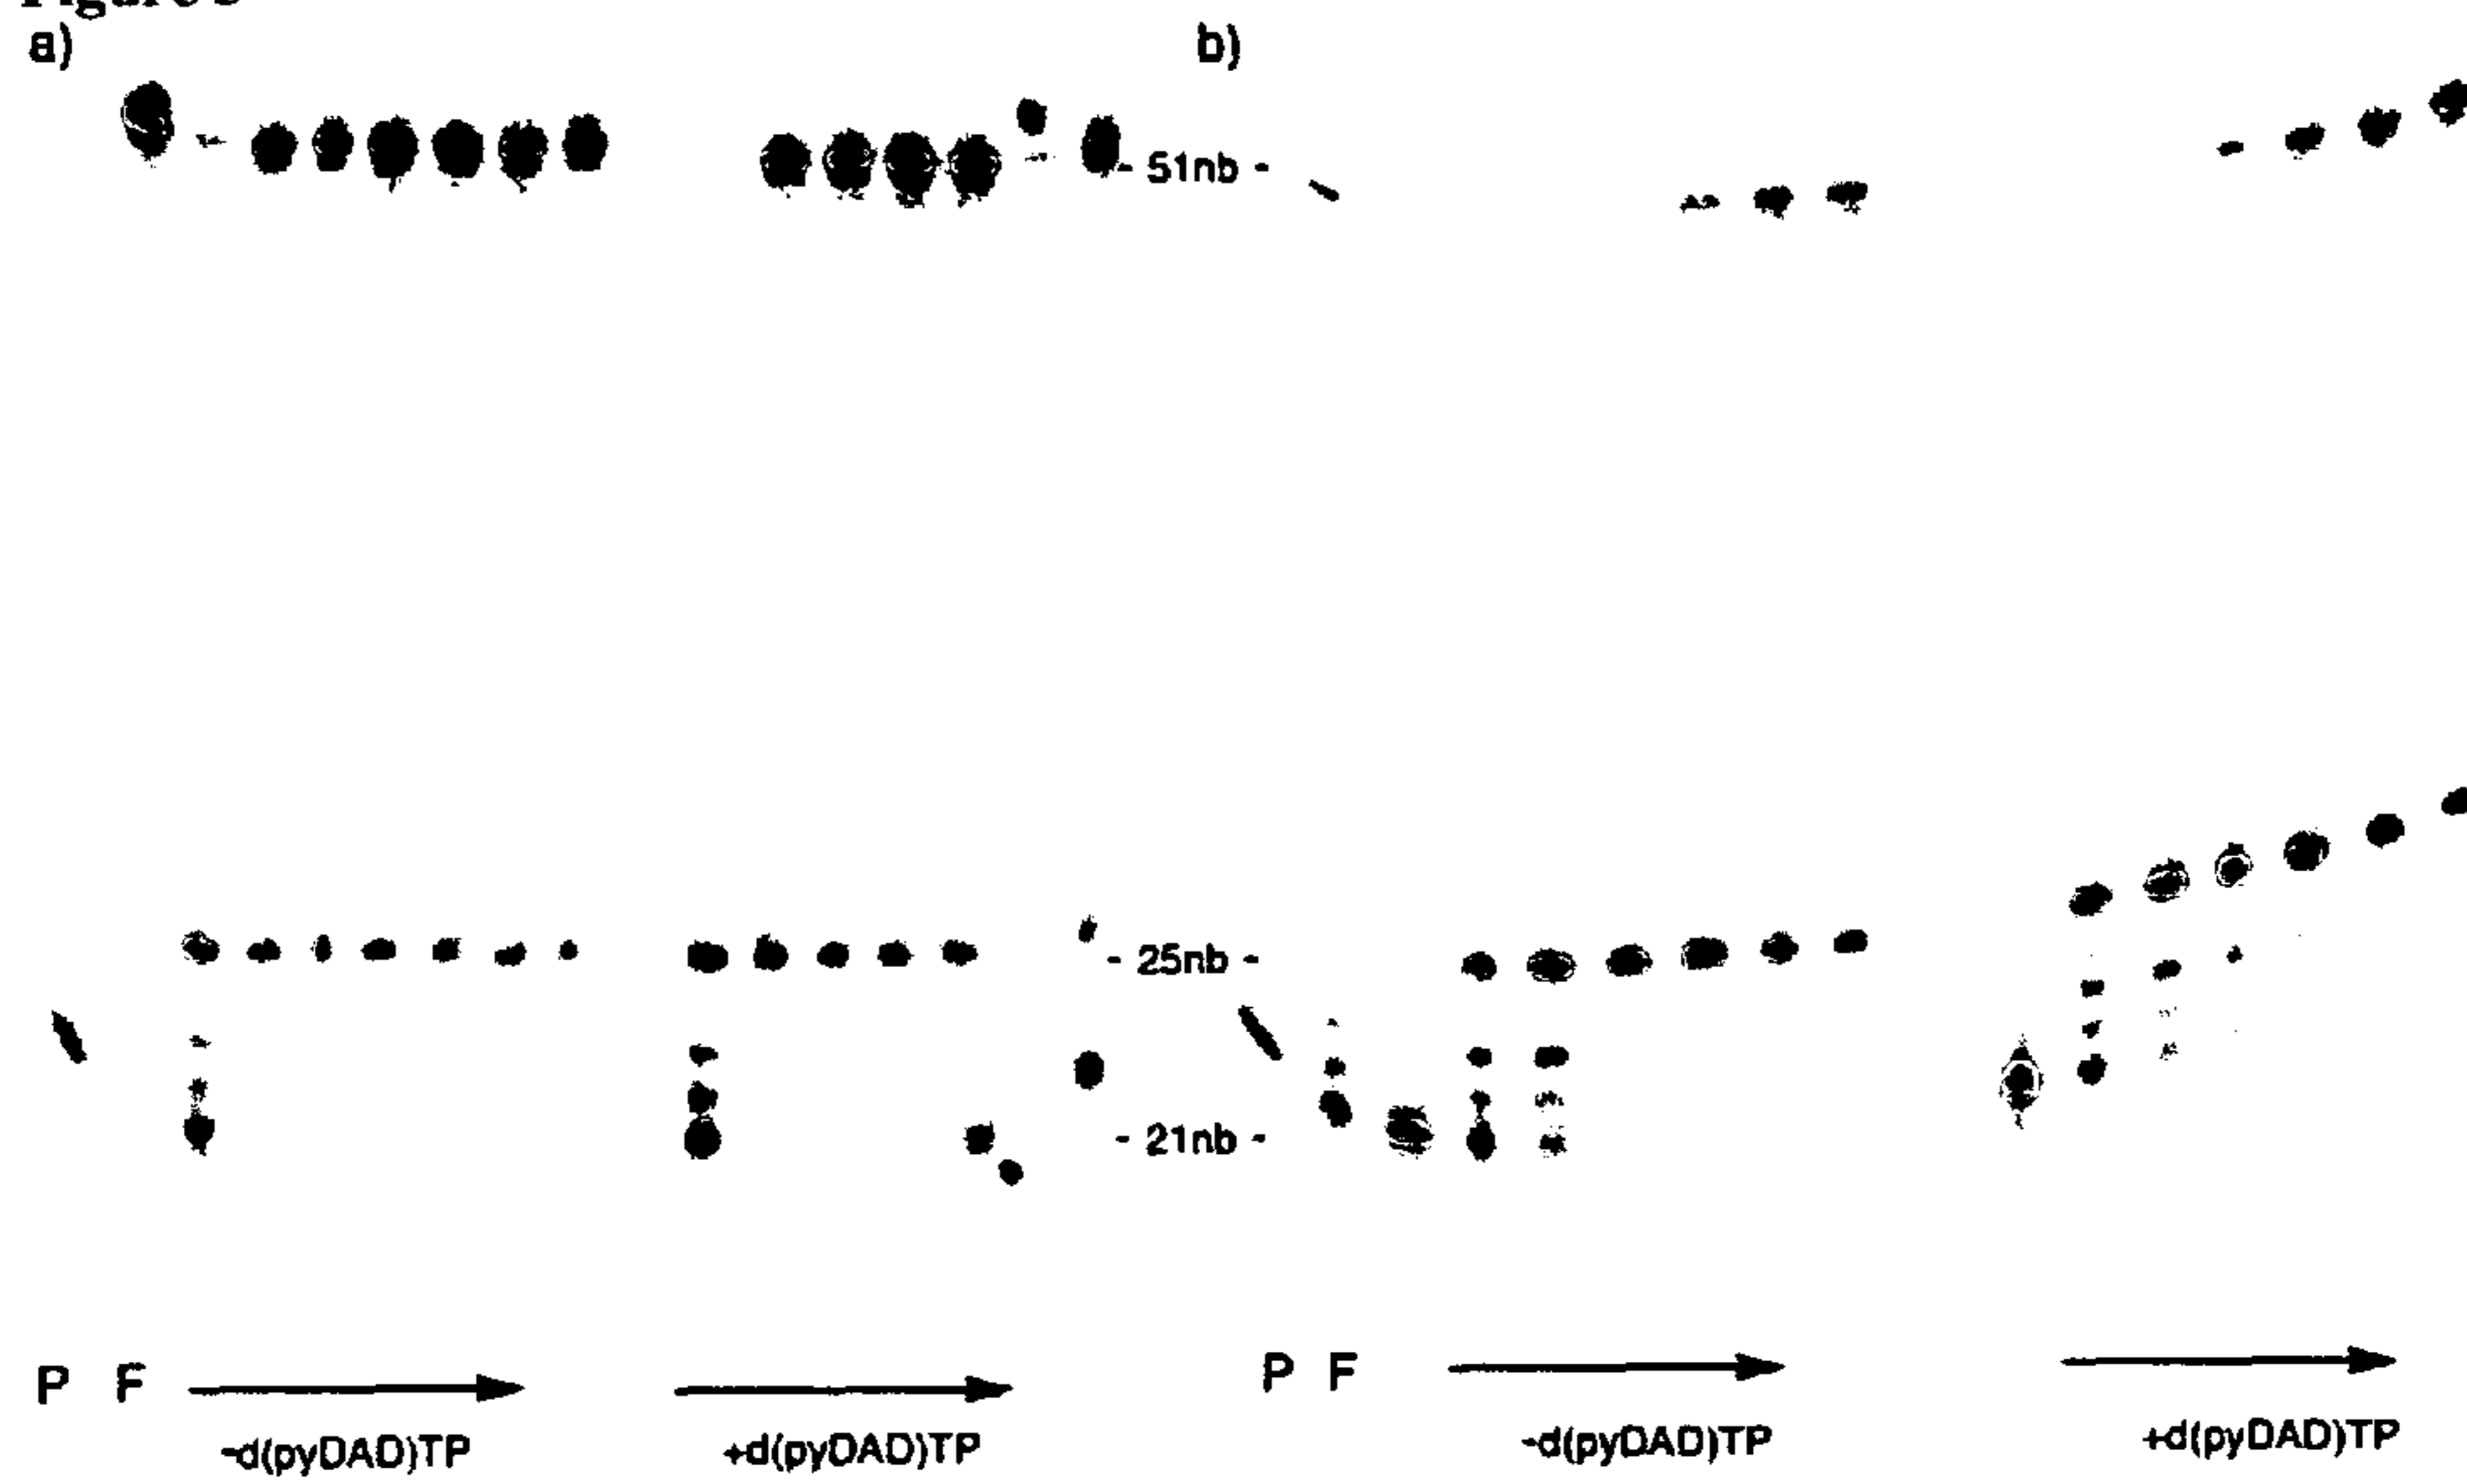 a) b)
- 51nb -
- 25nb -
- 21nb -
P F P F
-d(pyDAD)TP +d(pyDAD)TP -d(pyDAD)TP +d(pyDAD)TP